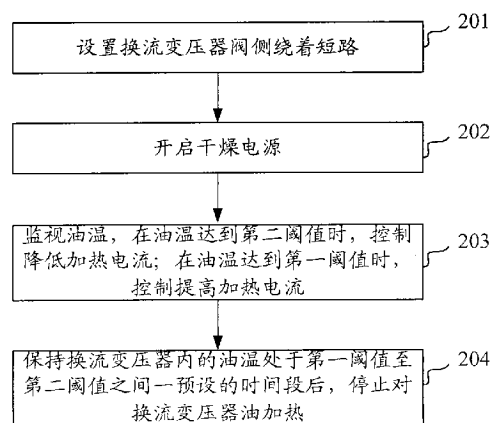 设置换流变压器阀侧绕着短路
201
开启干燥电源
202
监视油温，在油温达到第二阈值时，控制
降低加热电流；在油温达到第一阈值时，
控制提高加热电流
203
保持换流变压器内的油温处于第一阈值至
第二阈值之间一预设的时间段后，停止对
换流变压器油加热
204